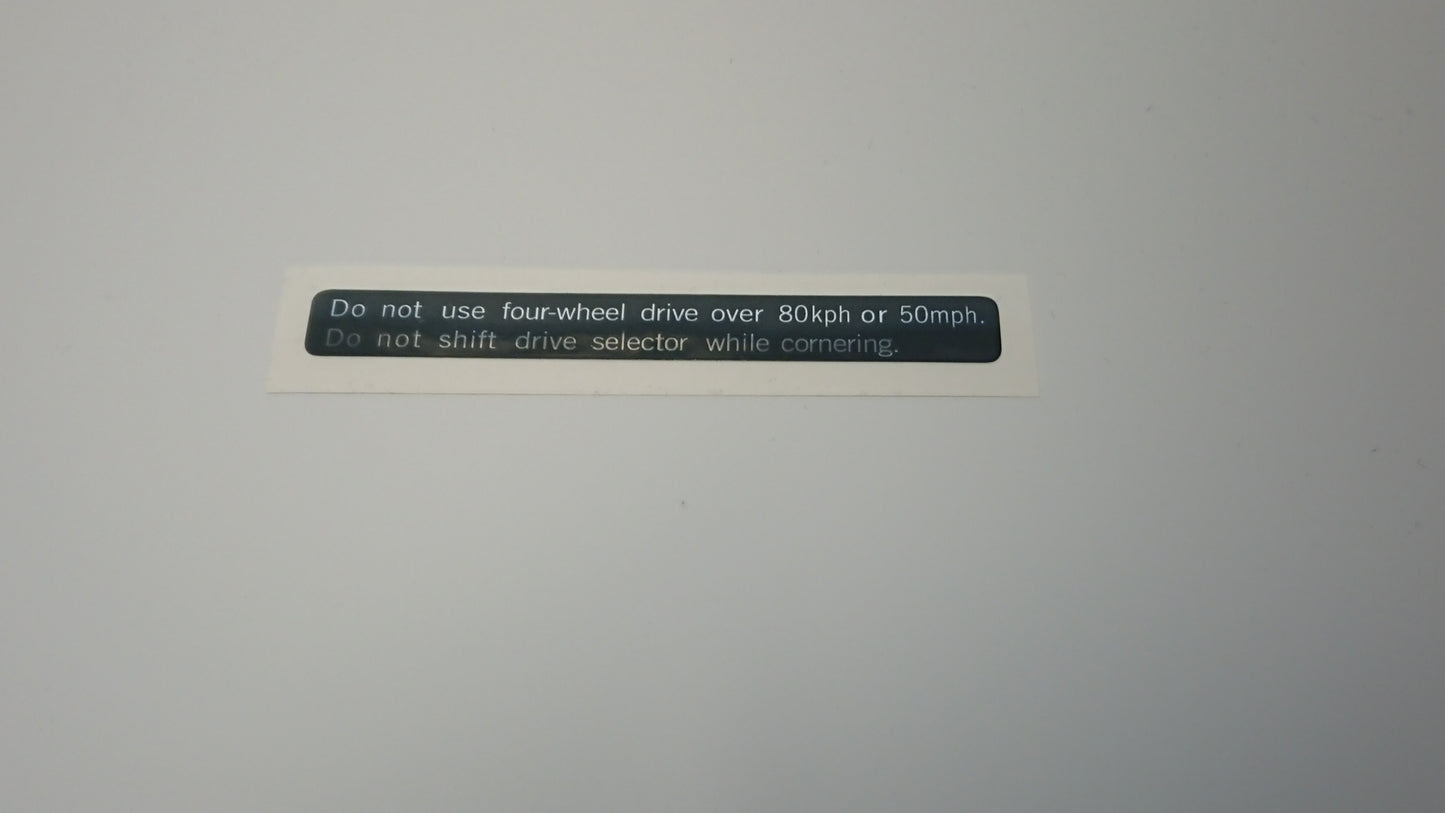 Do not use four-wheel drive over 80kph or 50mph.
Do not shift drive selector while cornering.